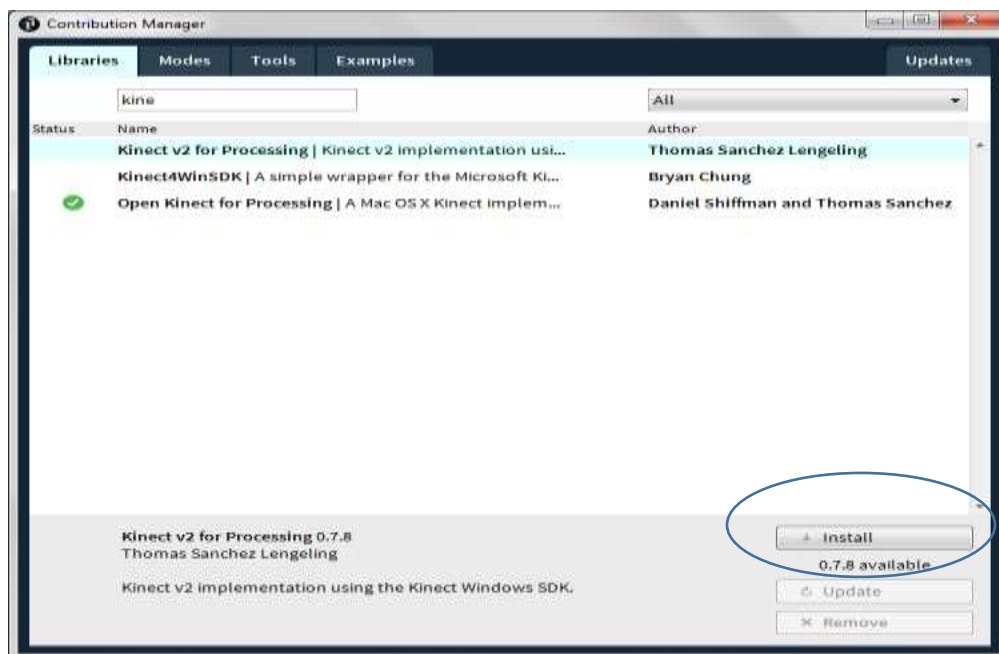 Contribution Manager
Libraries Modes Tools Examples Updates
kine All
Status Name Author
Kinect v2 for Processing | Kinect v2 implementation usi... Thomas Sanchez Lengeling
Kinect4WinSDK | A simple wrapper for the Microsoft Ki... Bryan Chung
Open Kinect for Processing | A Mac OS X Kinect implem... Daniel Shiffman and Thomas Sanchez
Kinect v2 for Processing 0.7.8
Thomas Sanchez Lengeling
Kinect v2 implementation using the Kinect Windows SDK.
Install
0.7.8 available
Update
Remove